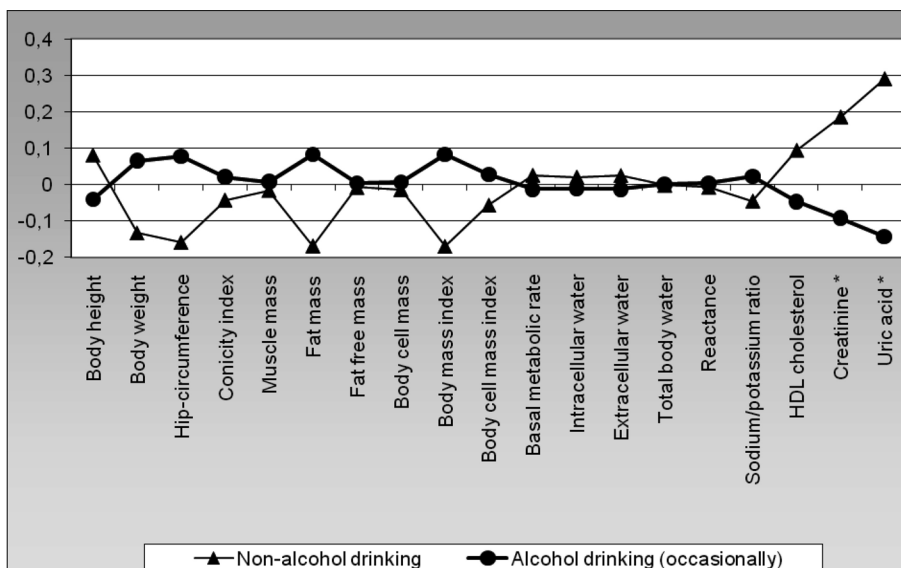 0,4
0,3
0,2
0,1
0
-0,1
-0,2
Body height
Body weight
Hip-circumference
Conicity index
Muscle mass
Fat mass
Fat free mass
Body cell mass
Body mass index
Body cell mass index
Basal metabolic rate
Intracellular water
Extracellular water
Total body water
Reactance
Sodium/potassium ratio
HDL cholesterol
Creatinine *
Uric acid *
Non-alcohol drinking
Alcohol drinking (occasionally)